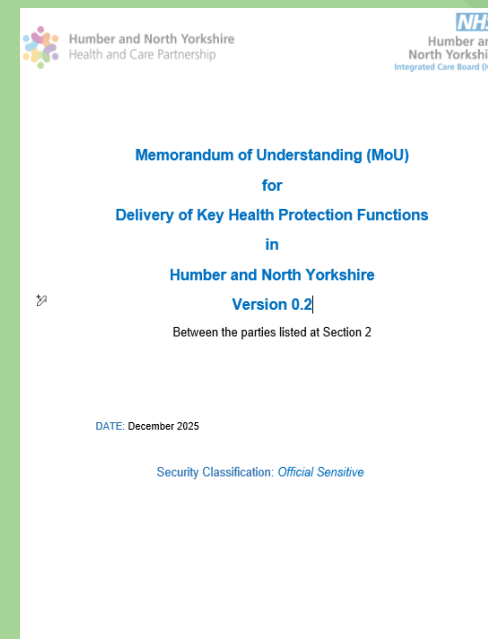 Humber and North Yorkshire
Health and Care Partnership
NHS
Humber an
North Yorkshi
Integrated Care Board (I
Memorandum of Understanding (MoU)
for
Delivery of Key Health Protection Functions
in
Humber and North Yorkshire
Version 0.2
Between the parties listed at Section 2
DATE: December 2025
Security Classification: Official Sensitive